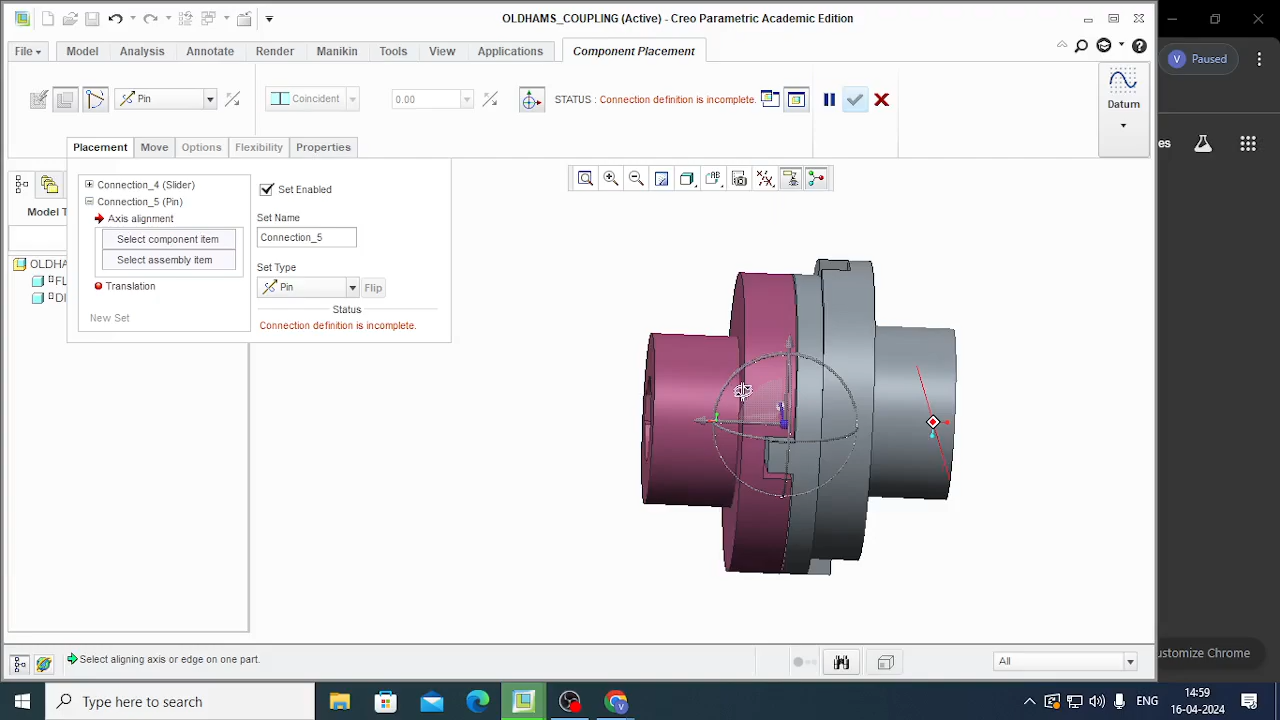 OLDHAMS_COUPLING (Active) - Creo Parametric Academic Edition
File
Model
Analysis
Annotate
Render
Manikin
Tools
View
Applications
Component Placement
V Paused
Pin
Coincident
0.00
STATUS : Connection definition is incomplete.
Datum
es
Placement
Move
Options
Flexibility
Properties
Connection_4 (Slider)
Connection_5 (Pin)
Axis alignment
Select component item
Select assembly item
Translation
New Set
Set Enabled
Set Name
Connection_5
Set Type
Pin
Flip
Status
Connection definition is incomplete.
Model T
OLDHA
FL
DI
Select aligning axis or edge on one part.
All
ustomize Chrome
Type here to search
ENG
14:59
16-04-2024